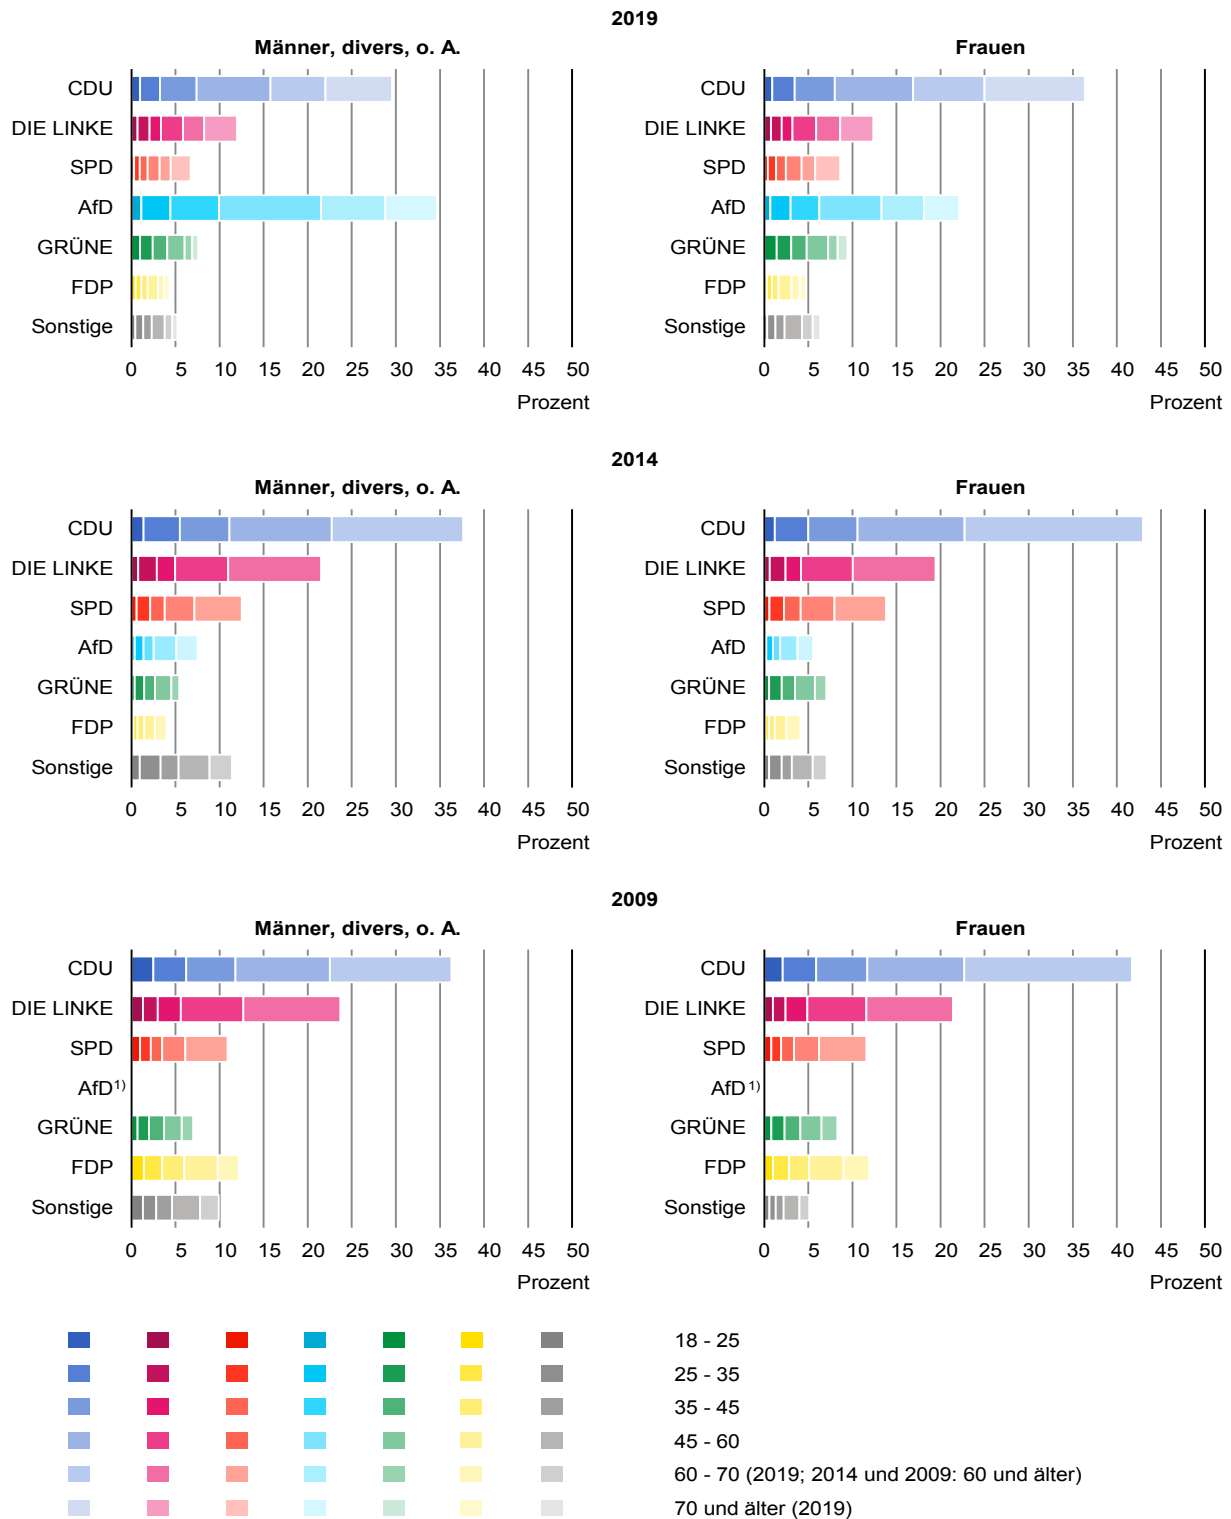 2019
Männer, divers, o. A.
Frauen
CDU
DIE LINKE
SPD
AfD
GRÜNE
FDP
Sonstige
0 5 10 15 20 25 30 35 40 45 50
Prozent
CDU
DIE LINKE
SPD
AfD
GRÜNE
FDP
Sonstige
0 5 10 15 20 25 30 35 40 45 50
Prozent
2014
Männer, divers, o. A.
Frauen
CDU
DIE LINKE
SPD
AfD
GRÜNE
FDP
Sonstige
0 5 10 15 20 25 30 35 40 45 50
Prozent
CDU
DIE LINKE
SPD
AfD
GRÜNE
FDP
Sonstige
0 5 10 15 20 25 30 35 40 45 50
Prozent
2009
Männer, divers, o. A.
Frauen
CDU
DIE LINKE
SPD
AfD1)
GRÜNE
FDP
Sonstige
0 5 10 15 20 25 30 35 40 45 50
Prozent
CDU
DIE LINKE
SPD
AfD1)
GRÜNE
FDP
Sonstige
0 5 10 15 20 25 30 35 40 45 50
Prozent
18 - 25
25 - 35
35 - 45
45 - 60
60 - 70 (2019; 2014 und 2009: 60 und älter)
70 und älter (2019)